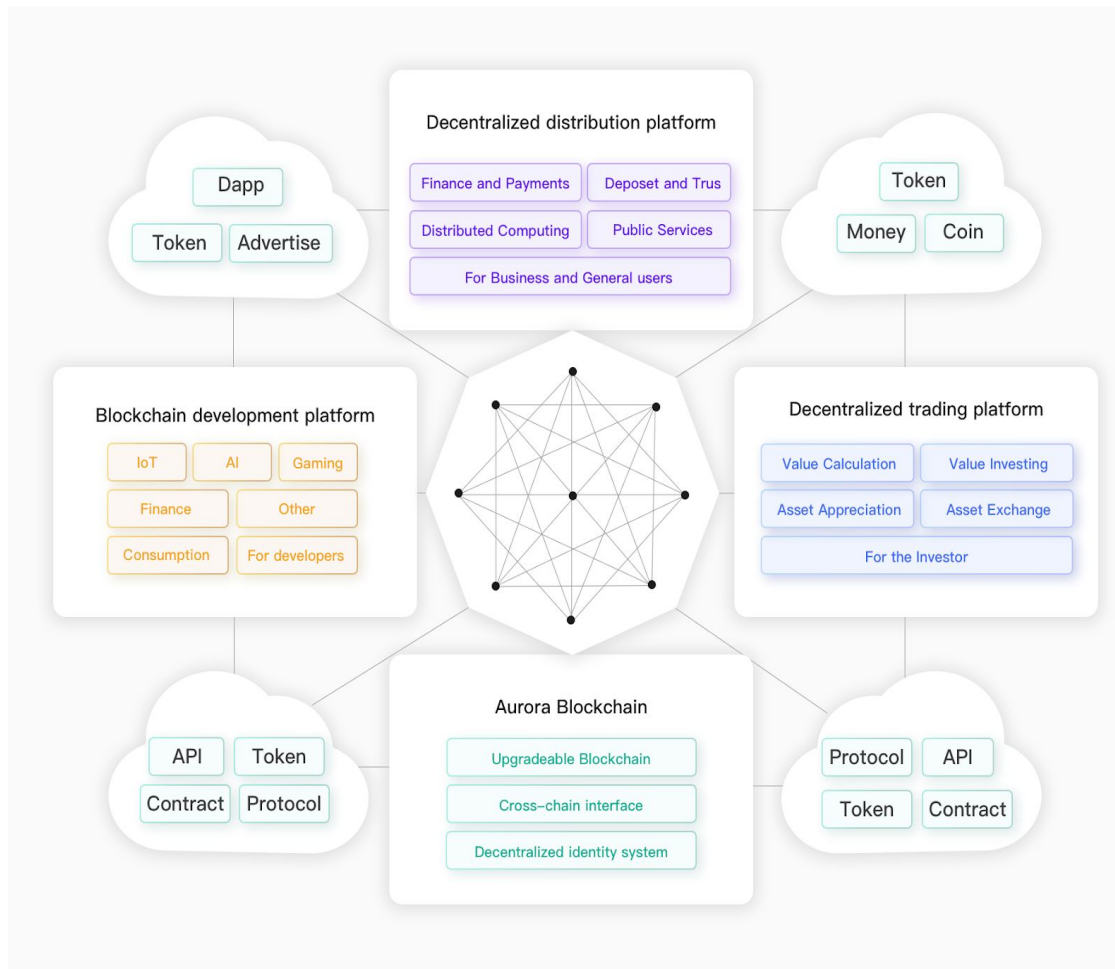 Decentralized distribution platform
Finance and Payments
Deposet and Trus
Distributed Computing
Public Services
For Business and General users
Dapp
Token
Advertise
Token
Money
Coin
Blockchain development platform
IoT
AI
Gaming
Finance
Other
Consumption
For developers
Decentralized trading platform
Value Calculation
Value Investing
Asset Appreciation
Asset Exchange
For the Investor
API
Token
Contract
Protocol
Aurora Blockchain
Upgradeable Blockchain
Cross-chain interface
Decentralized identity system
Protocol
API
Token
Contract